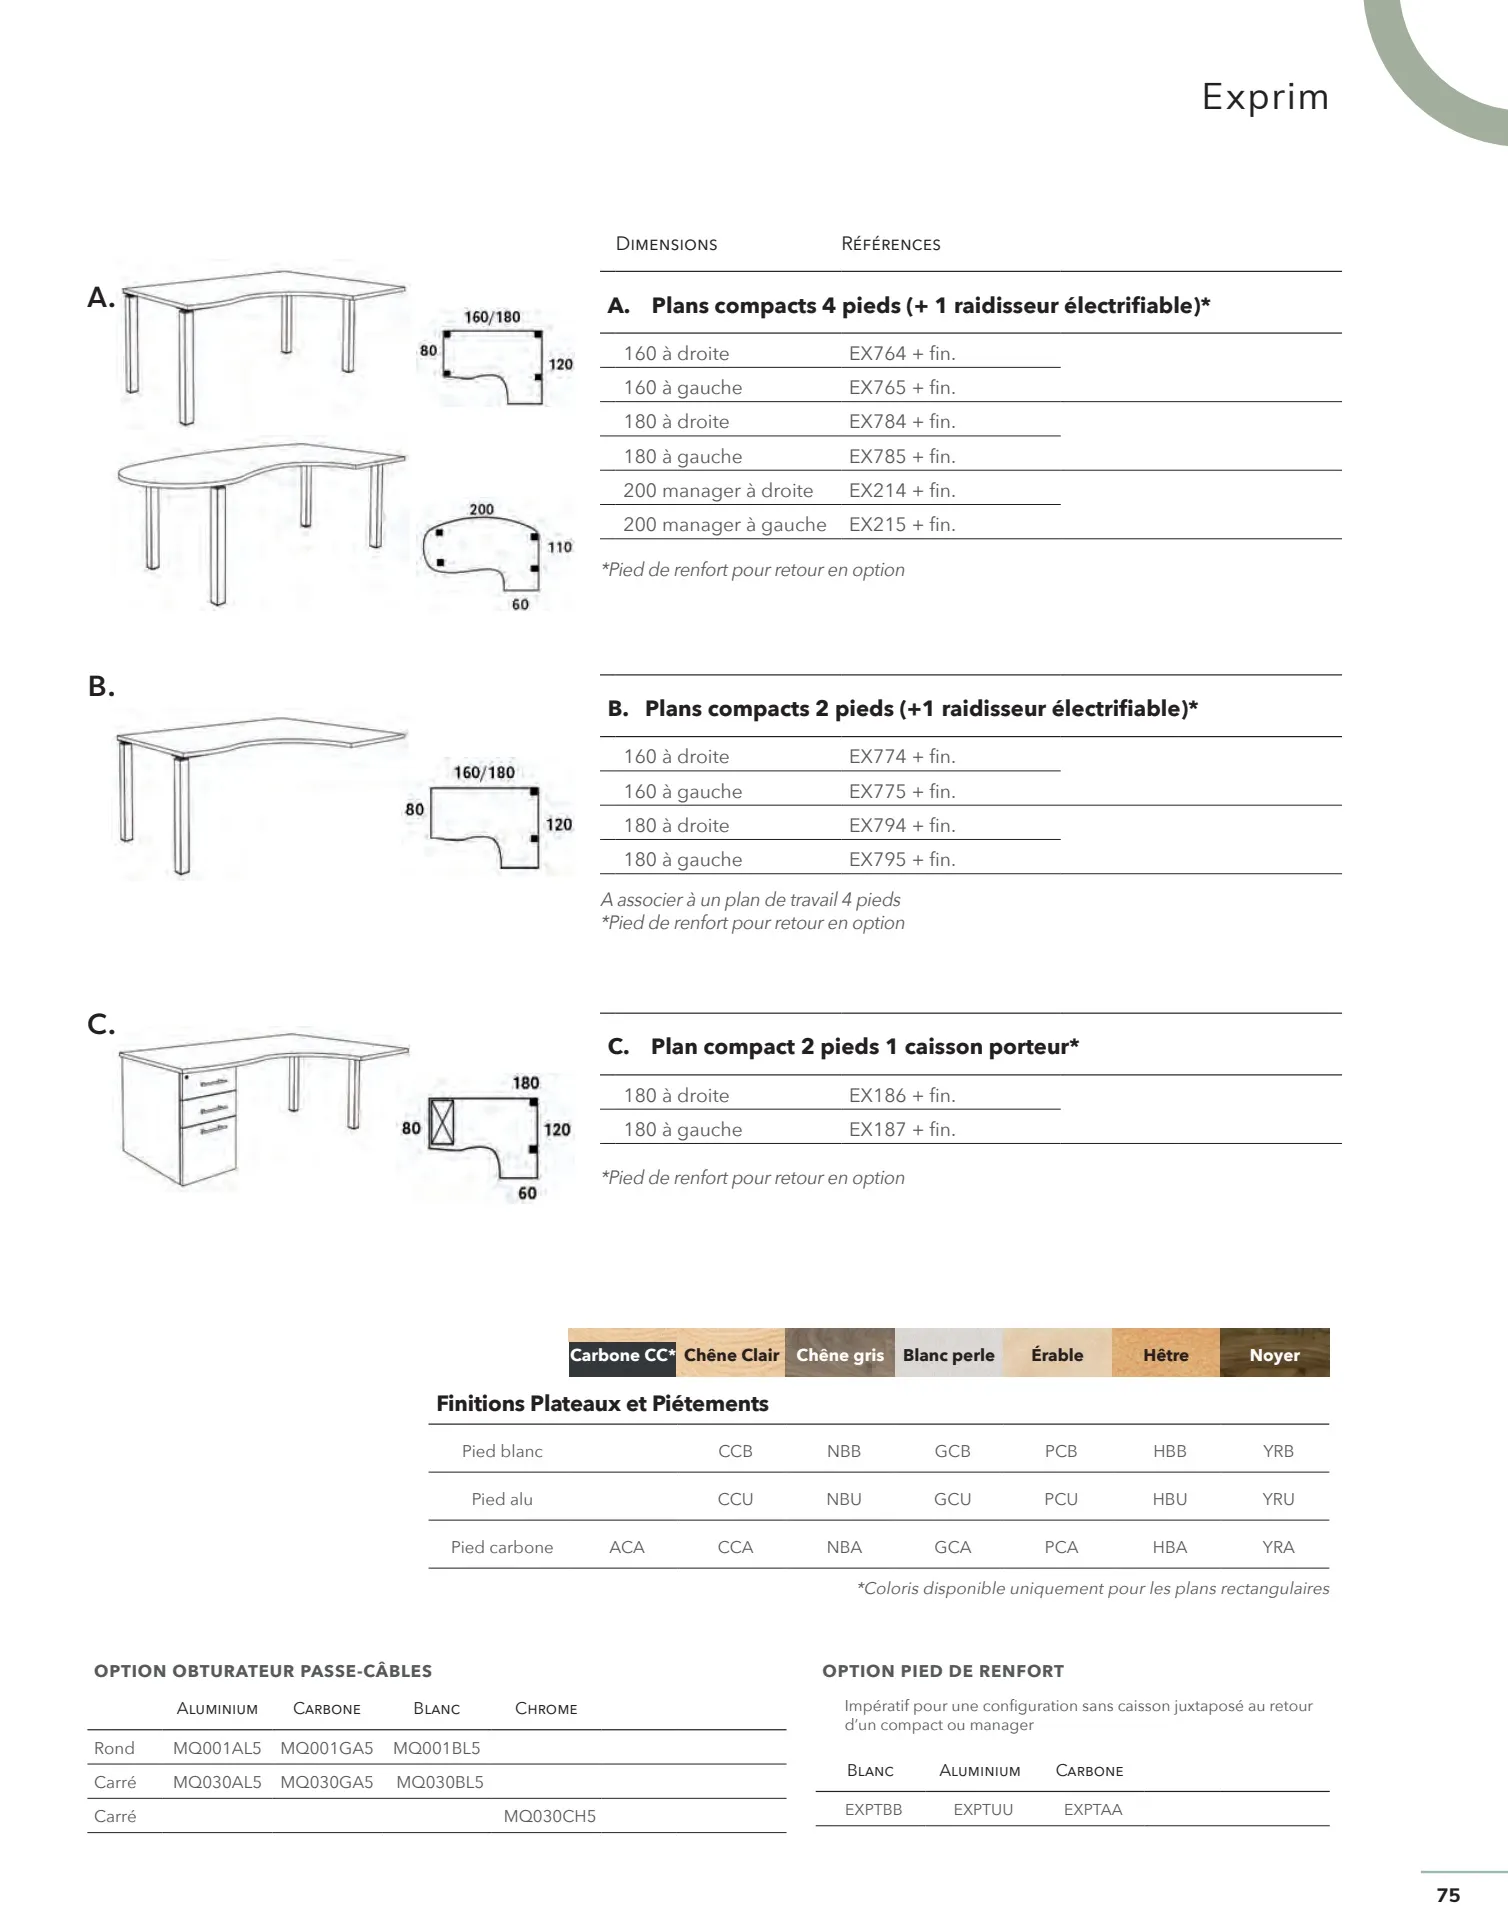 Exprim
DIMENSIONS RÉFÉRENCES
A.
160/180
80
120
200
110
60
A. Plans compacts 4 pieds (+ 1 raidisseur électrifiable)*
160 à droite EX764 + fin.
160 à gauche EX765 + fin.
180 à droite EX784 + fin.
180 à gauche EX785 + fin.
200 manager à droite EX214 + fin.
200 manager à gauche EX215 + fin.
*Pied de renfort pour retour en option
B.
160/180
80
120
B. Plans compacts 2 pieds (+1 raidisseur électrifiable)*
160 à droite EX774 + fin.
160 à gauche EX775 + fin.
180 à droite EX794 + fin.
180 à gauche EX795 + fin.
A associer à un plan de travail 4 pieds
*Pied de renfort pour retour en option
C.
180
80
120
60
C. Plan compact 2 pieds 1 caisson porteur*
180 à droite EX186 + fin.
180 à gauche EX187 + fin.
*Pied de renfort pour retour en option
Carbone CC* Chêne Clair Chêne gris Blanc perle Érable Hêtre Noyer
Finitions Plateaux et Piétements
Pied blanc CCB NBB GCB PCB HBB YRB
Pied alu CCU NBU GCU PCU HBU YRU
Pied carbone ACA CCA NBA GCA PCA HBA YRA
*Coloris disponible uniquement pour les plans rectangulaires
OPTION OBTURATEUR PASSE-CÂBLES
ALUMINIUM CARBONE BLANC CHROME
Rond MQ001AL5 MQ001GA5 MQ001BL5
Carré MQ030AL5 MQ030GA5 MQ030BL5
Carré MQ030CH5
OPTION PIED DE RENFORT
Impératif pour une configuration sans caisson juxtaposé au retour
d'un compact ou manager
BLANC ALUMINIUM CARBONE
EXPTBB EXPTUU EXPTAA
75